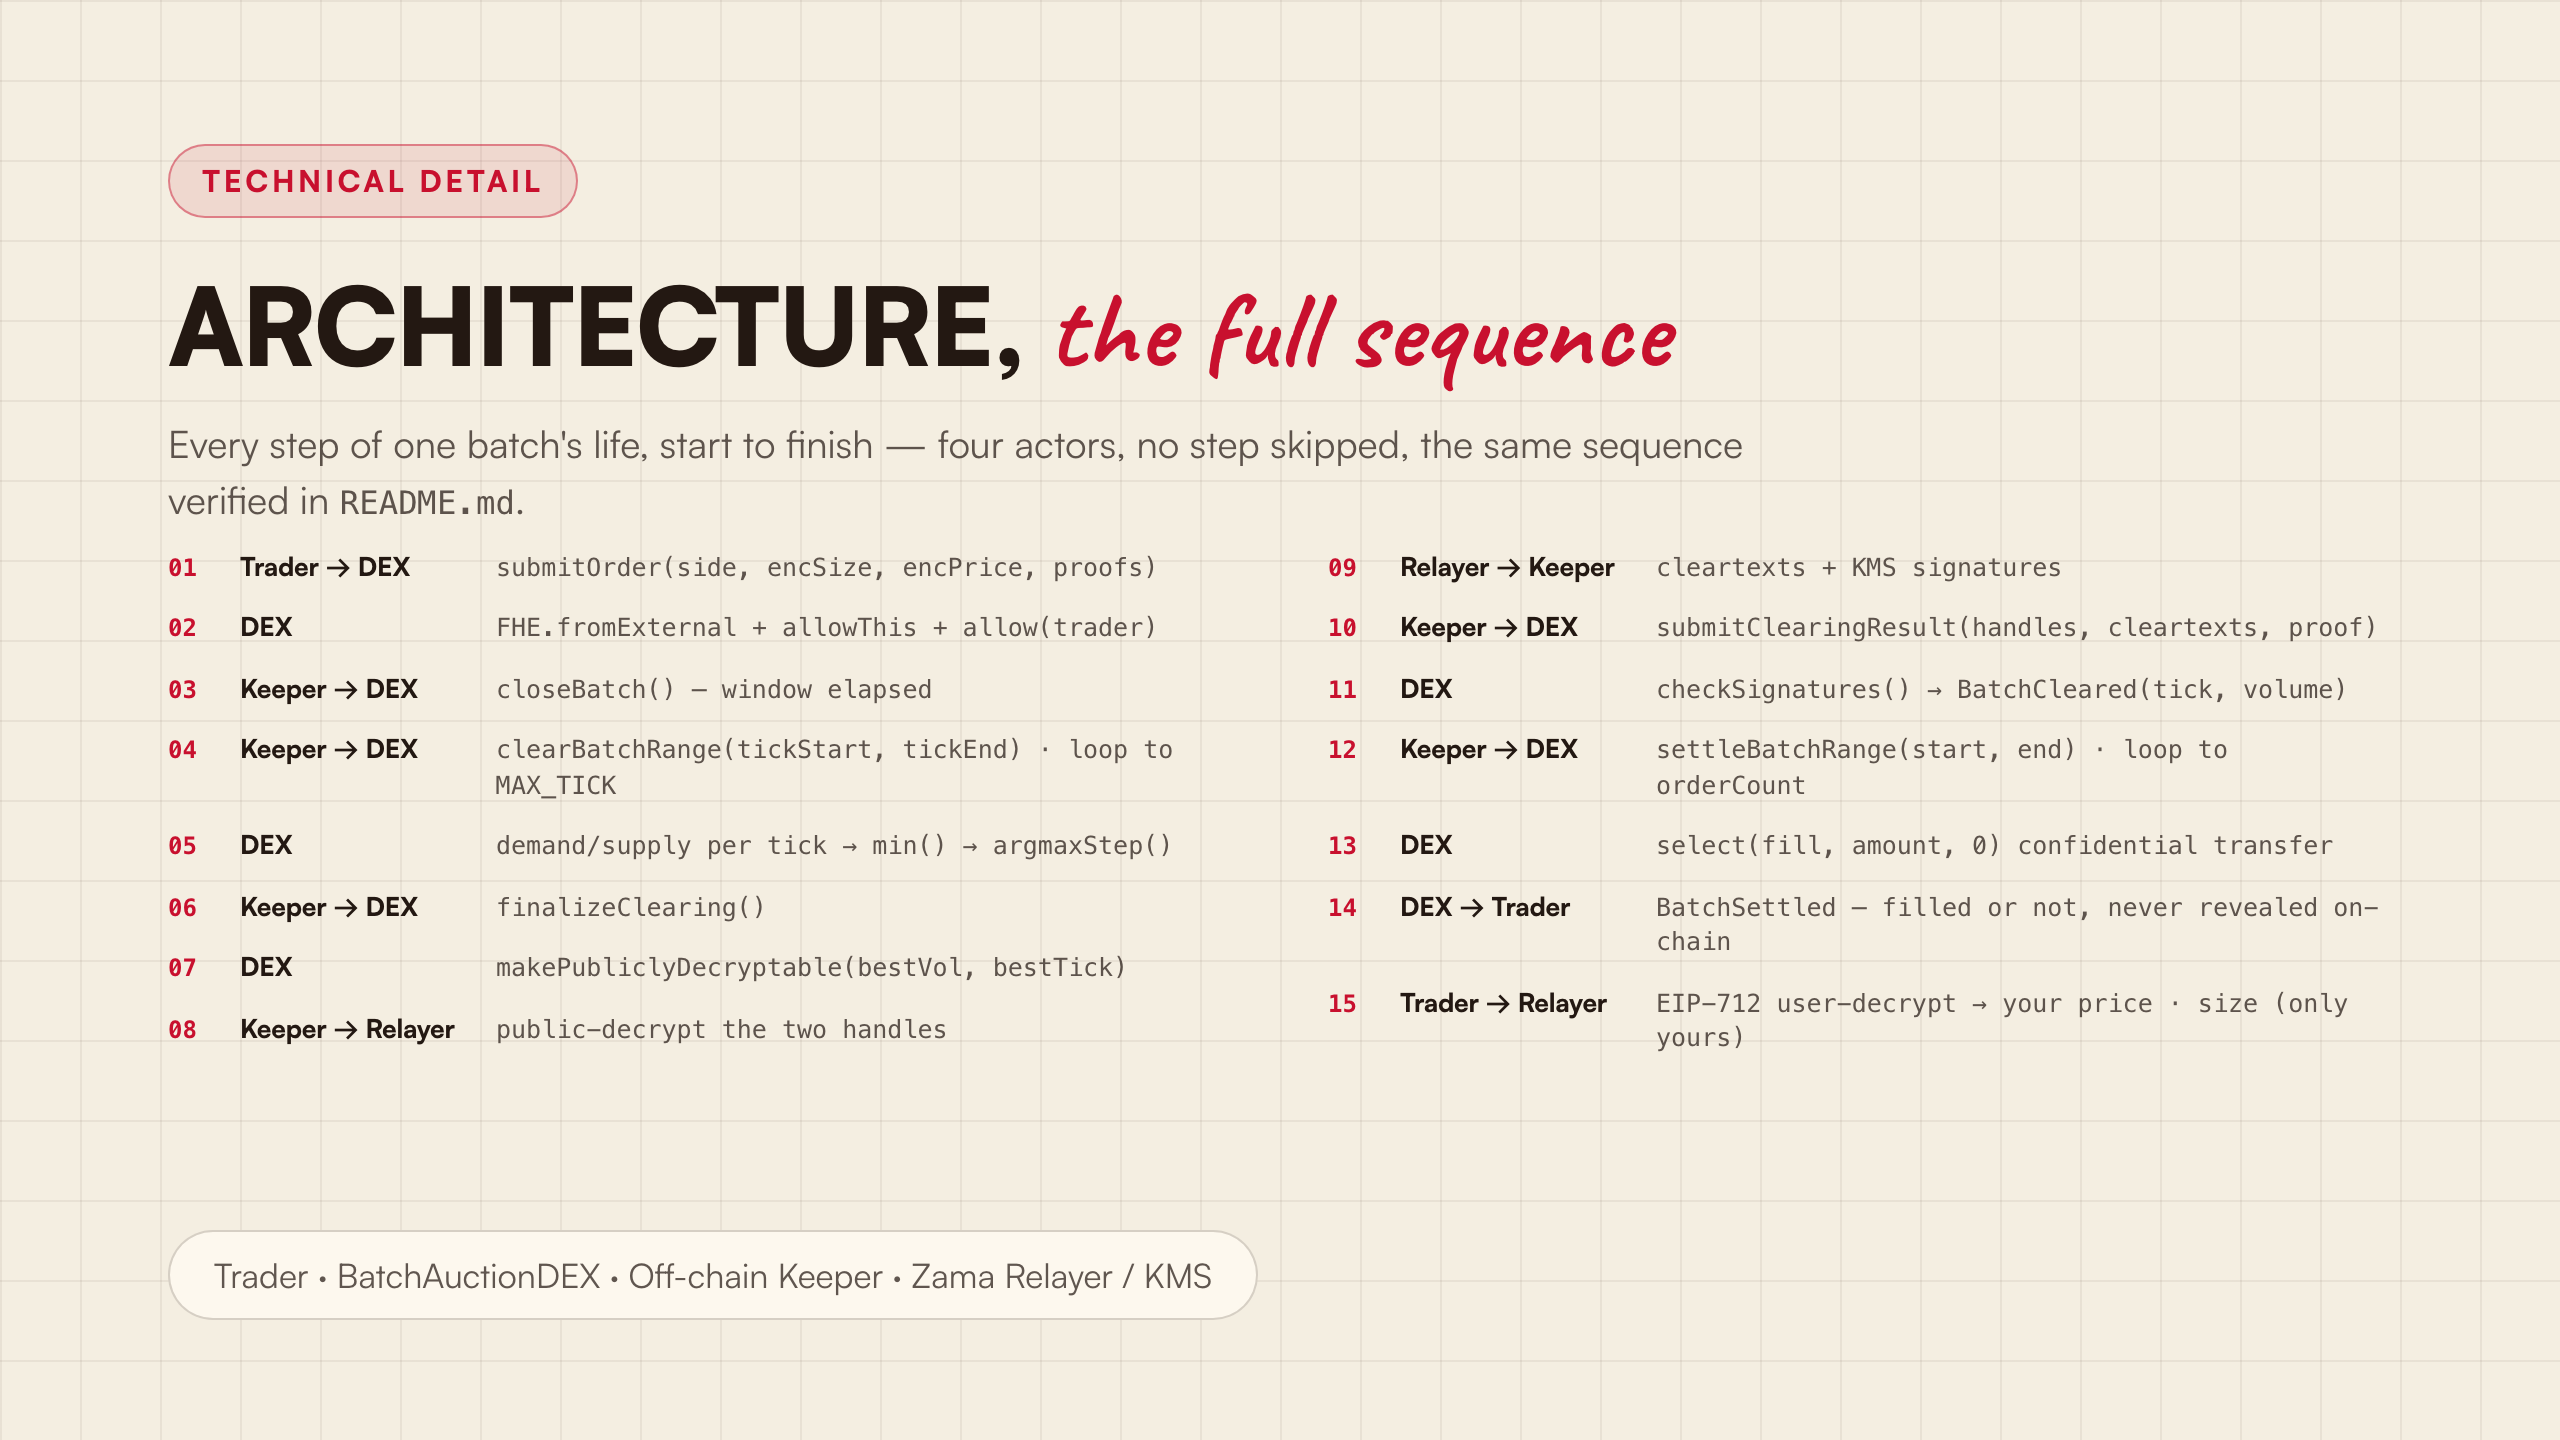 TECHNICAL DETAIL
ARCHITECTURE, the full sequence
Every step of one batch's life, start to finish — four actors, no step skipped, the same sequence
verified in README.md.
01 Trader → DEX submitOrder(side, encSize, encPrice, proofs)
02 DEX FHE.fromExternal + allowThis + allow(trader)
03 Keeper → DEX closeBatch() — window elapsed
04 Keeper → DEX clearBatchRange(tickStart, tickEnd) · loop to
MAX_TICK
05 DEX demand/supply per tick → min() → argmaxStep()
06 Keeper → DEX finalizeClearing()
07 DEX makePubliclyDecryptable(bestVol, bestTick)
08 Keeper → Relayer public-decrypt the two handles
09 Relayer → Keeper cleartexts + KMS signatures
10 Keeper → DEX submitClearingResult(handles, cleartexts, proof)
11 DEX checkSignatures() → BatchCleared(tick, volume)
12 Keeper → DEX settleBatchRange(start, end) · loop to
orderCount
13 DEX select(fill, amount, 0) confidential transfer
14 DEX → Trader BatchSettled — filled or not, never revealed on-
chain
15 Trader → Relayer EIP-712 user-decrypt → your price · size (only
yours)
Trader • BatchAuctionDEX • Off-chain Keeper • Zama Relayer / KMS